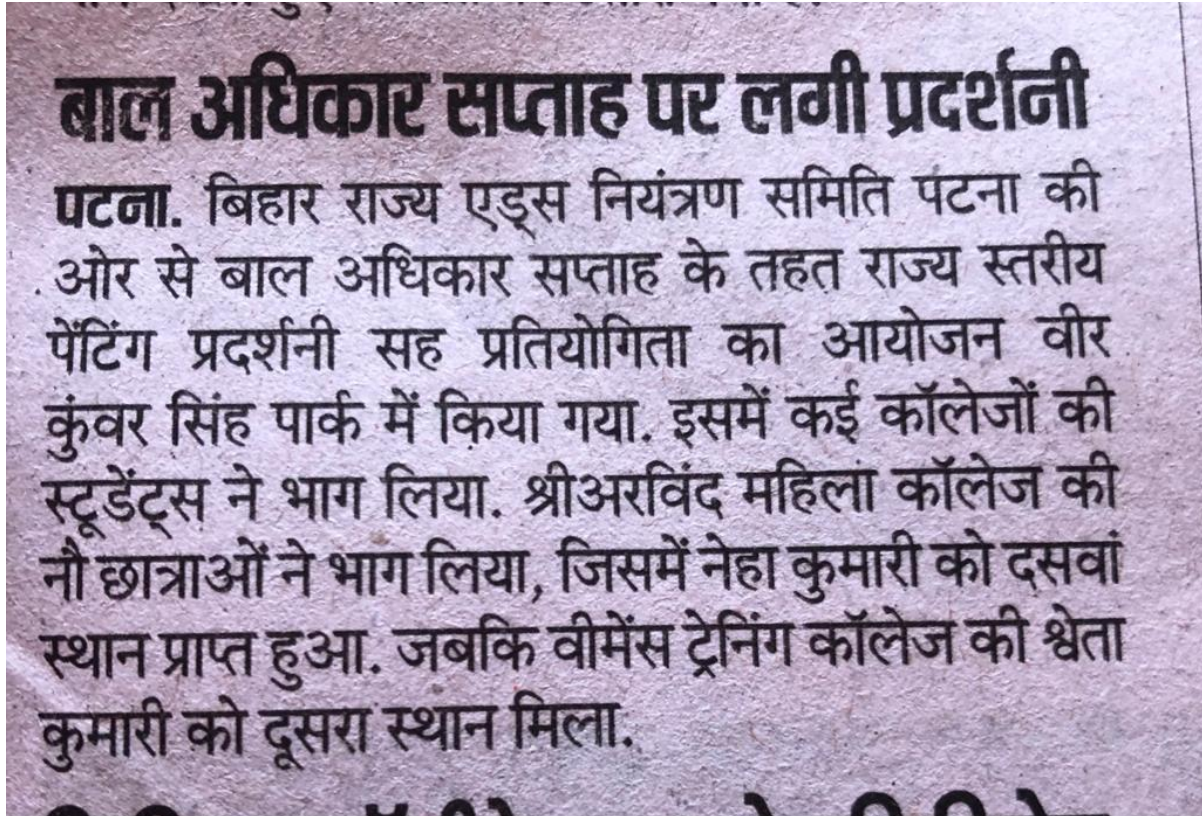 बाल अधिकार सप्ताह पर लगी प्रदर्शनी
पटना. बिहार राज्य एड्स नियंत्रण समिति पटना की
ओर से बाल अधिकार सप्ताह के तहत राज्य स्तरीय
पेंटिंग प्रदर्शनी सह प्रतियोगिता का आयोजन वीर
कुंवर सिंह पार्क में किया गया. इसमें कई कॉलेजों की
स्टूडेंट्स ने भाग लिया. श्रीअरविंद महिला कॉलेज की
नौ छात्राओं ने भाग लिया, जिसमें नेहा कुमारी को दसवां
स्थान प्राप्त हुआ. जबकि वीमेंस ट्रेनिंग कॉलेज की श्वेता
कुमारी को दूसरा स्थान मिला.